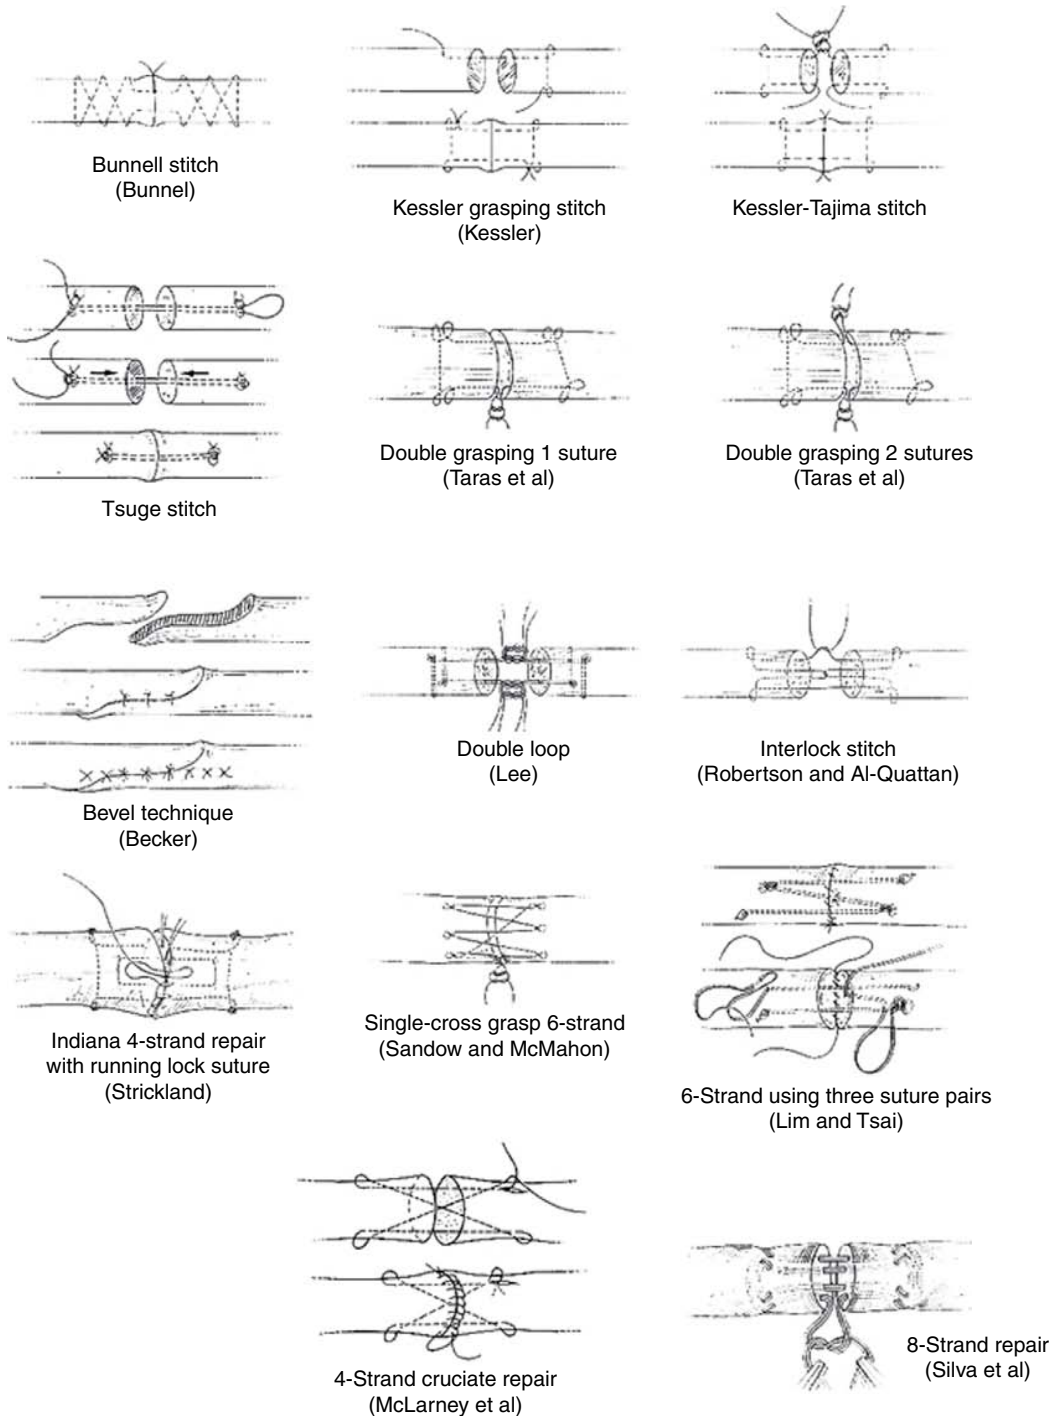 Bunnell stitch
(Bunnel)
Kessler grasping stitch
(Kessler)
Kessler-Tajima stitch
Tsuge stitch
Double grasping 1 suture
(Taras et al)
Double grasping 2 sutures
(Taras et al)
Bevel technique
(Becker)
Double loop
(Lee)
Interlock stitch
(Robertson and Al-Quattan)
Indiana 4-strand repair
with running lock suture
(Strickland)
Single-cross grasp 6-strand
(Sandow and McMahon)
6-Strand using three suture pairs
(Lim and Tsai)
4-Strand cruciate repair
(McLarney et al)
8-Strand repair
(Silva et al)